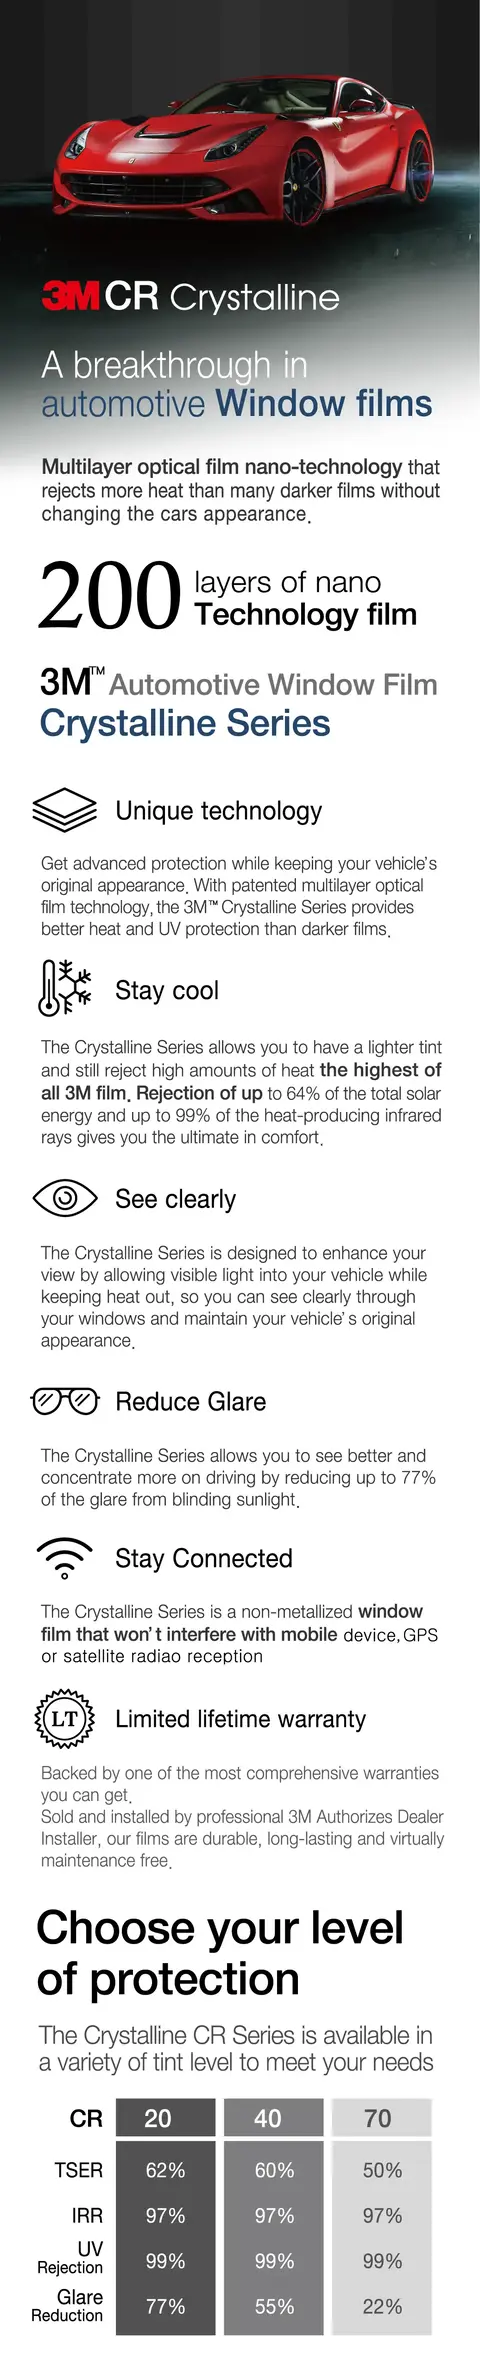 3M CR Crystalline
A breakthrough in
automotive Window films
Multilayer optical film nano-technology that
rejects more heat than many darker films without
changing the cars appearance.
200 layers of nano
Technology film
3M™ Automotive Window Film
Crystalline Series
Unique technology
Get advanced protection while keeping your vehicle's
original appearance. With patented multilayer optical
film technology, the 3M™ Crystalline Series provides
better heat and UV protection than darker films.
Stay cool
The Crystalline Series allows you to have a lighter tint
and still reject high amounts of heat the highest of
all 3M film. Rejection of up to 64% of the total solar
energy and up to 99% of the heat-producing infrared
rays gives you the ultimate in comfort.
See clearly
The Crystalline Series is designed to enhance your
view by allowing visible light into your vehicle while
keeping heat out, so you can see clearly through
your windows and maintain your vehicle's original
appearance.
Reduce Glare
The Crystalline Series allows you to see better and
concentrate more on driving by reducing up to 77%
of the glare from blinding sunlight.
Stay Connected
The Crystalline Series is a non-metallized window
film that won't interfere with mobile device, GPS
or satellite radiao reception
LT Limited lifetime warranty
Backed by one of the most comprehensive warranties
you can get.
Sold and installed by professional 3M Authorizes Dealer
Installer, our films are durable, long-lasting and virtually
maintenance free.
Choose your level
of protection
The Crystalline CR Series is available in
a variety of tint level to meet your needs
CR 20 40 70
TSER 62% 60% 50%
IRR 97% 97% 97%
UV
Rejection 99% 99% 99%
Glare
Reduction 77% 55% 22%